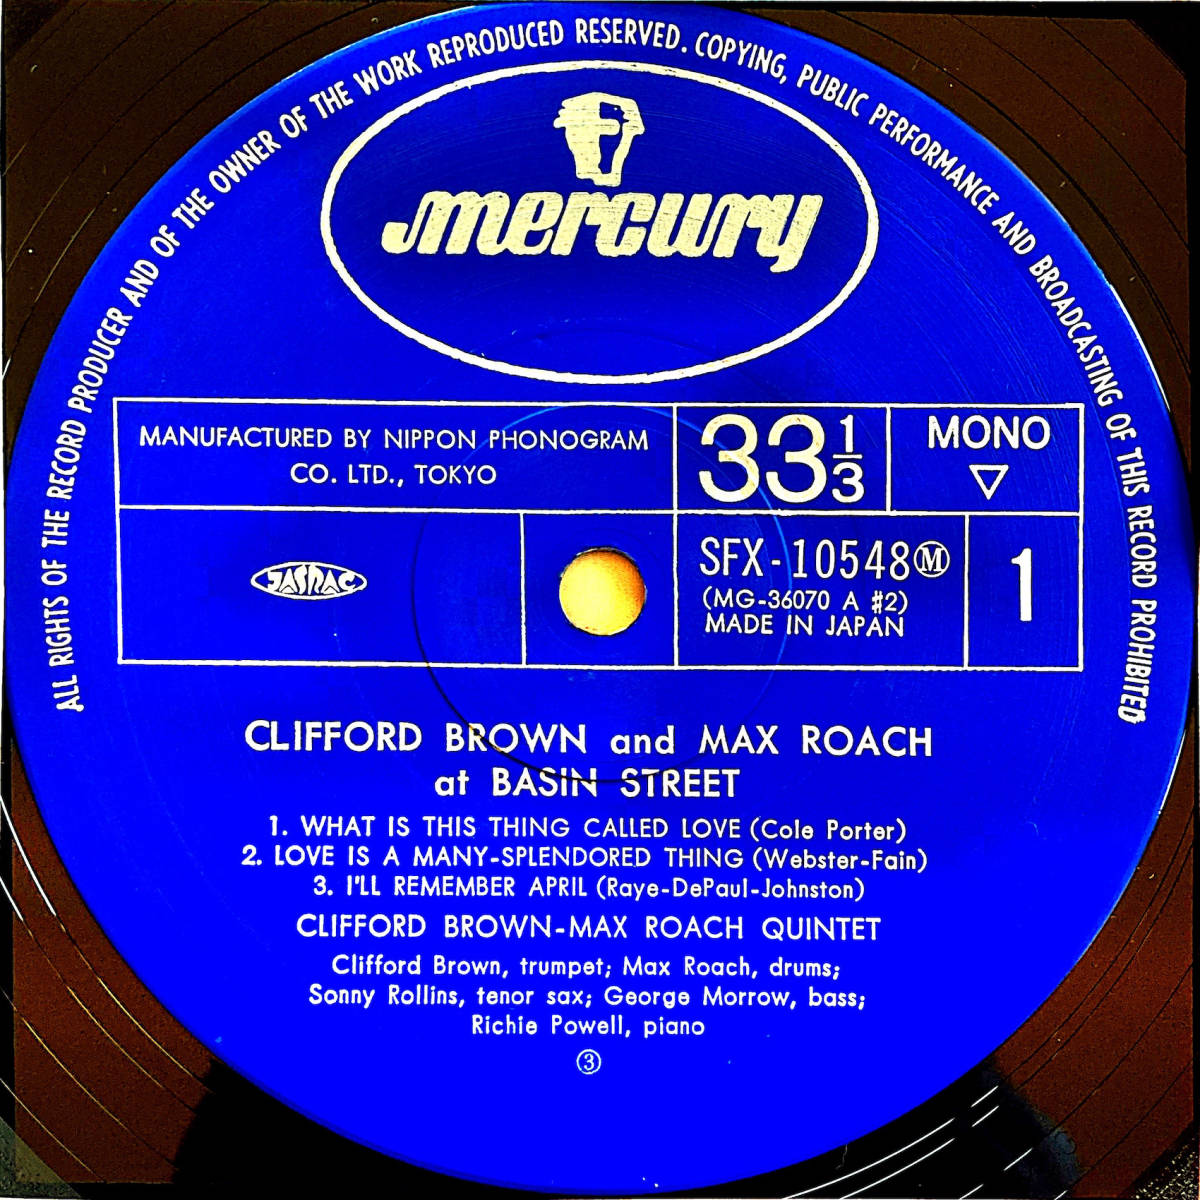 ALL RIGHTS OF THE RECORD PRODUCER AND OF THE OWNER OF THE WORK REPRODUCED RESERVED. COPYING, PUBLIC PERFORMANCE AND BROADCASTING OF THIS RECORD PROHIBITED
mercury
MANUFACTURED BY NIPPON PHONOGRAM
CO. LTD., TOKYO
33 1/3
MONO
▽
JASRAC
SFX-10548Ⓜ
(MG-36070 A #2)
MADE IN JAPAN
1
CLIFFORD BROWN and MAX ROACH
at BASIN STREET
1. WHAT IS THIS THING CALLED LOVE (Cole Porter)
2. LOVE IS A MANY-SPLENDORED THING (Webster-Fain)
3. I'LL REMEMBER APRIL (Raye-DePaul-Johnston)
CLIFFORD BROWN-MAX ROACH QUINTET
Clifford Brown, trumpet; Max Roach, drums;
Sonny Rollins, tenor sax; George Morrow, bass;
Richie Powell, piano
③